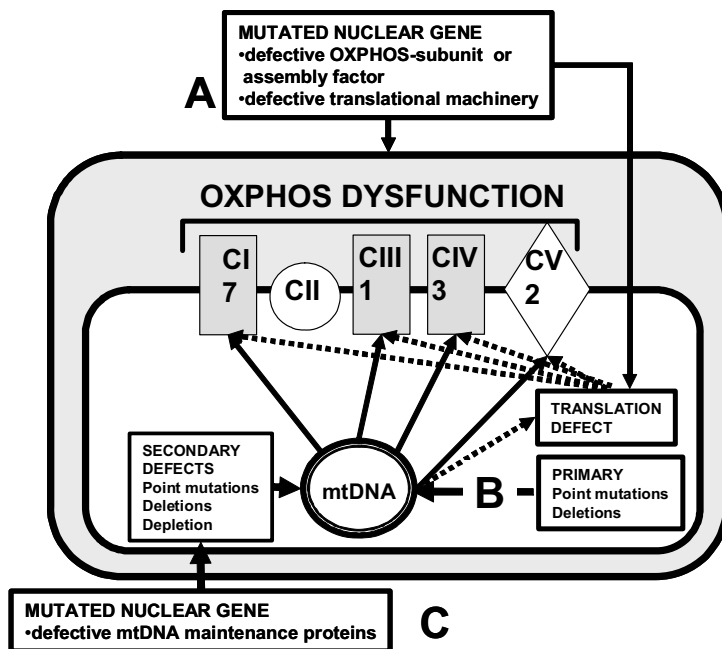 MUTATED NUCLEAR GENE
•defective OXPHOS-subunit or
assembly factor
•defective translational machinery
A
OXPHOS DYSFUNCTION
CI
7
CII
CIII
1
CIV
3
CV
2
TRANSLATION
DEFECT
SECONDARY
DEFECTS
Point mutations
Deletions
Depletion
mtDNA
B
PRIMARY
Point mutations
Deletions
MUTATED NUCLEAR GENE
•defective mtDNA maintenance proteins
C